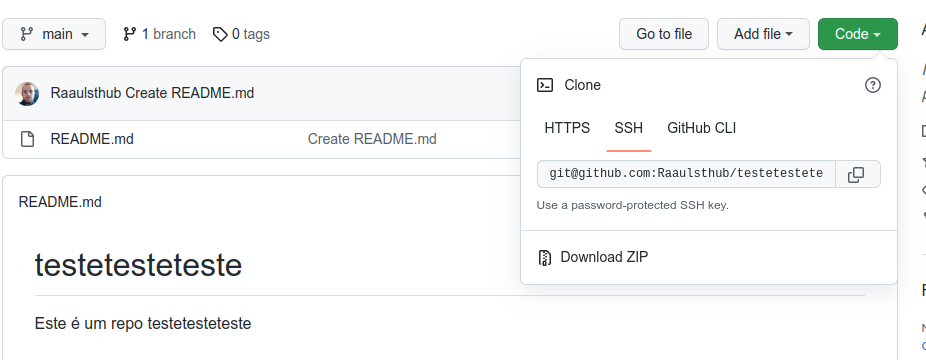 main
1 branch
0 tags
Go to file
Add file
Code
Raaulsthub Create README.md
README.md
Create README.md
Clone
HTTPS
SSH
GitHub CLI
git@github.com:Raaulsthub/testetestete
Use a password-protected SSH key.
Download ZIP
README.md
testetesteteste
Este é um repo testetesteteste